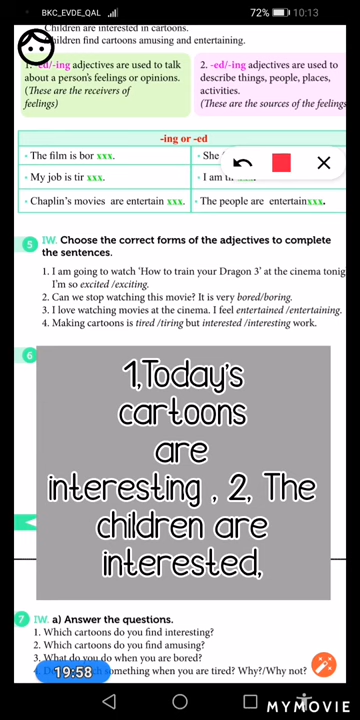 BKC_EVDE_QAL 72% 10:13
Children are interested in cartoons.
children find cartoons amusing and entertaining.
1. -ed/-ing adjectives are used to talk
about a person's feelings or opinions.
(These are the receivers of
feelings)
2. -ed/-ing adjectives are used to
describe things, people, places,
activities.
(These are the sources of the feelings
-ing or -ed
• The film is bor xxx.
• She
• My job is tir xxx.
• I am
• Chaplin's movies are entertain xxx.
• The people are entertainxxx.
5 IW. Choose the correct forms of the adjectives to complete
the sentences.
1. I am going to watch 'How to train your Dragon 3' at the cinema tonig
I'm so excited /exciting.
2. Can we stop watching this movie? It is very bored/boring.
3. I love watching movies at the cinema. I feel entertained /entertaining.
4. Making cartoons is tired /tiring but interested /interesting work.
6
1,Today's
cartoons
are
interesting , 2, The
children are
interested,
7 IW. a) Answer the questions.
1. Which cartoons do you find interesting?
2. Which cartoons do you find amusing?
3. What do you do when you are bored?
something when you are tired? Why?/Why not?
19:58
MYMOVIE